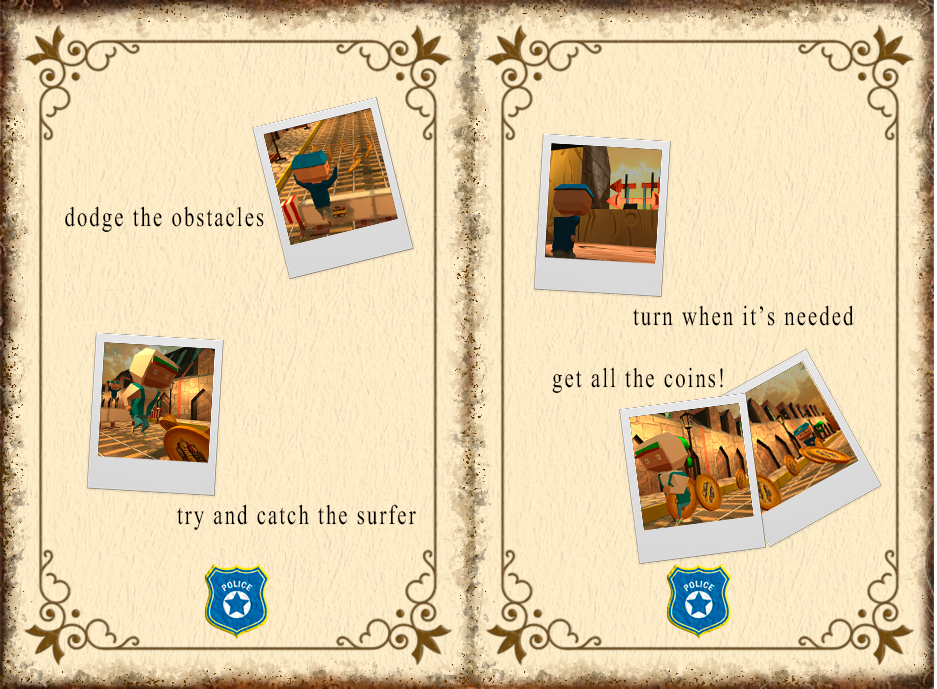 dodge the obstacles
try and catch the surfer
POLICE
turn when it's needed
get all the coins!
POLICE